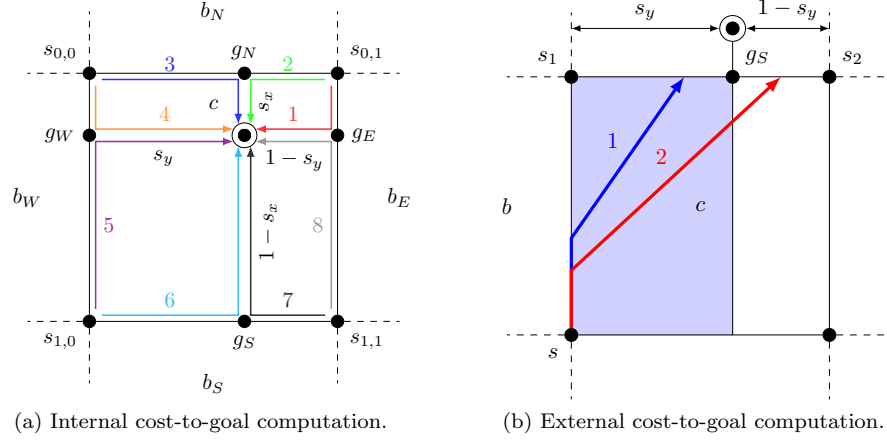 b_N
s_{0,0}
g_N
s_{0,1}
3
2
c
s_x
4
1
g_W
g_E
s_y
1 − s_y
b_W
b_E
5
1 − s_x
8
6
7
s_{1,0}
g_S
s_{1,1}
b_S
(a) Internal cost-to-goal computation.
s_y
1 − s_y
s_1
g_S
s_2
1
2
b
c
s
(b) External cost-to-goal computation.